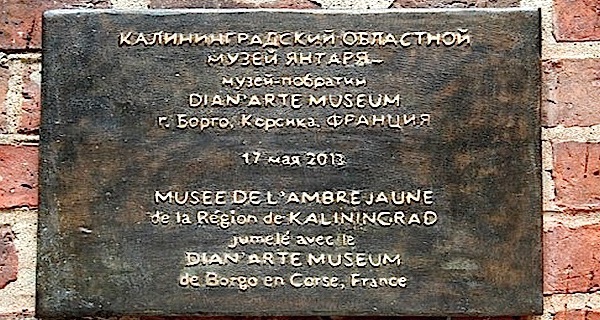 КАЛИНИНГРАДСКИЙ ОБЛАСТНОЙ
МУЗЕЙ ЯНТАРЯ—
музей-побратим
DIAN'ARTE MUSEUM
г. Борго, Корсика, ФРАНЦИЯ
17 мая 2013
MUSEE DE L'AMBRE JAUNE
de la Région de KALININGRAD
jumelé avec le
DIAN'ARTE MUSEUM
de Borgo en Corse, France